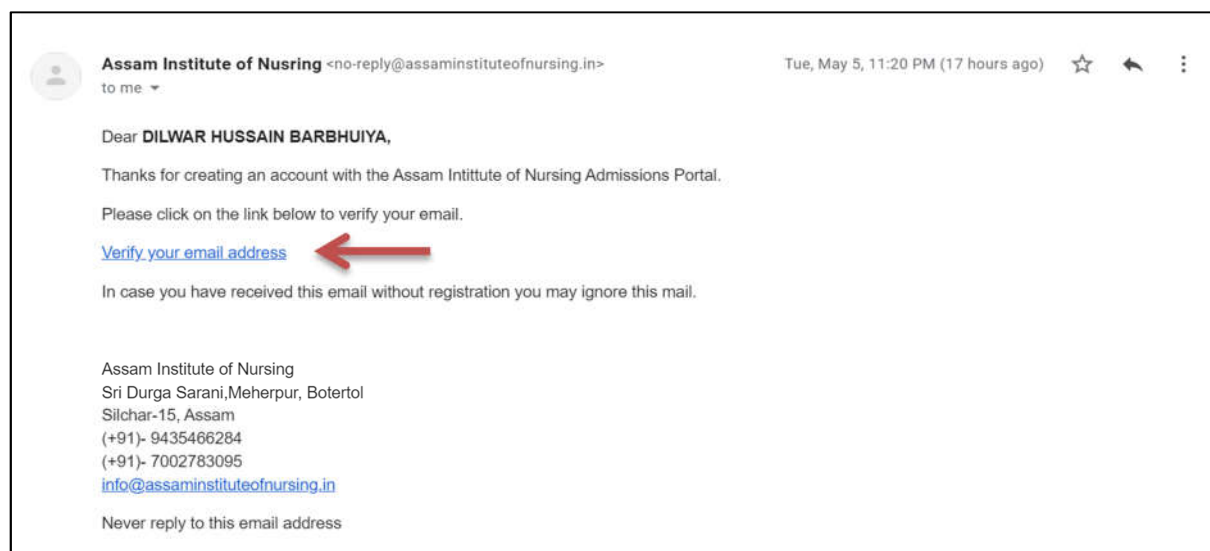 Assam Institute of Nusring <no-reply@assaminstituteofnursing.in> Tue, May 5, 11:20 PM (17 hours ago)
to me
Dear DILWAR HUSSAIN BARBHUIYA,
Thanks for creating an account with the Assam Intittute of Nursing Admissions Portal.
Please click on the link below to verify your email.
Verify your email address
In case you have received this email without registration you may ignore this mail.
Assam Institute of Nursing
Sri Durga Sarani,Meherpur, Botertol
Silchar-15, Assam
(+91)- 9435466284
(+91)- 7002783095
info@assaminstituteofnursing.in
Never reply to this email address